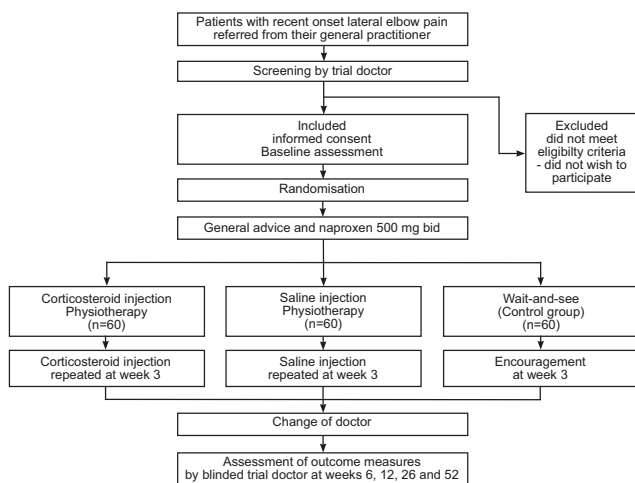 Patients with recent onset lateral elbow pain
referred from their general practitioner
Screening by trial doctor
Included
informed consent
Baseline assessment
Excluded
did not meet
eligibilty criteria
- did not wish to
participate
Randomisation
General advice and naproxen 500 mg bid
Corticosteroid injection
Physiotherapy
(n=60)
Saline injection
Physiotherapy
(n=60)
Wait-and-see
(Control group)
(n=60)
Corticosteroid injection
repeated at week 3
Saline injection
repeated at week 3
Encouragement
at week 3
Change of doctor
Assessment of outcome measures
by blinded trial doctor at weeks 6, 12, 26 and 52